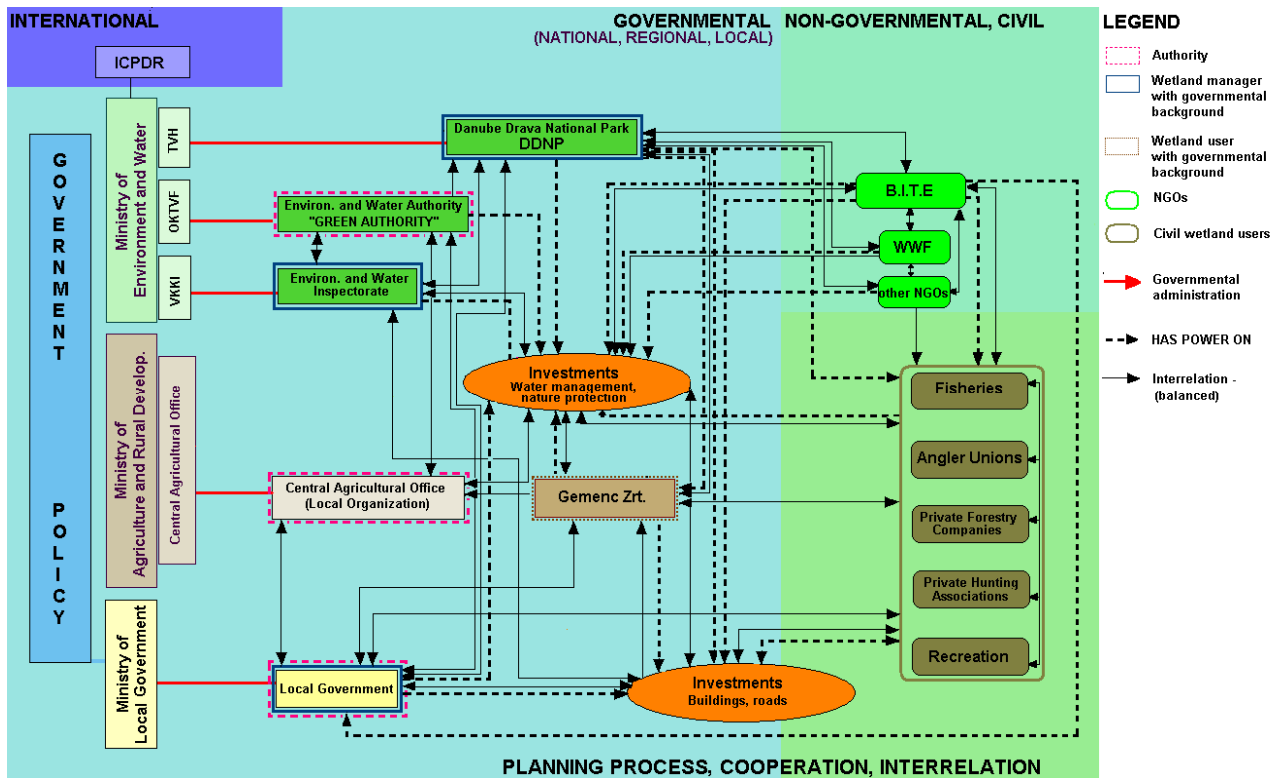 INTERNATIONAL
GOVERNMENTAL
(NATIONAL, REGIONAL, LOCAL)
NON-GOVERNMENTAL, CIVIL
LEGEND
Authority
Wetland manager
with governmental
background
Wetland user
with governmental
background
NGOs
Civil wetland users
Governmental
administration
HAS POWER ON
Interrelation -
(balanced)
ICPDR
GOVERNMENT
POLICY
Ministry of
Environment and Water
TVH
OKTVF
VKKI
Ministry of
Agriculture and Rural Develop.
Central Agricultural Office
Ministry of
Local Government
Danube Drava National Park
DDNP
Environ. and Water Authority
"GREEN AUTHORITY"
Environ. and Water
Inspectorate
Investments
Water management,
nature protection
Central Agricultural Office
(Local Organization)
Gemenc Zrt.
Local Government
Investments
Buildings, roads
B.I.T.E
WWF
other NGOs
Fisheries
Angler Unions
Private Forestry
Companies
Private Hunting
Associations
Recreation
PLANNING PROCESS, COOPERATION, INTERRELATION